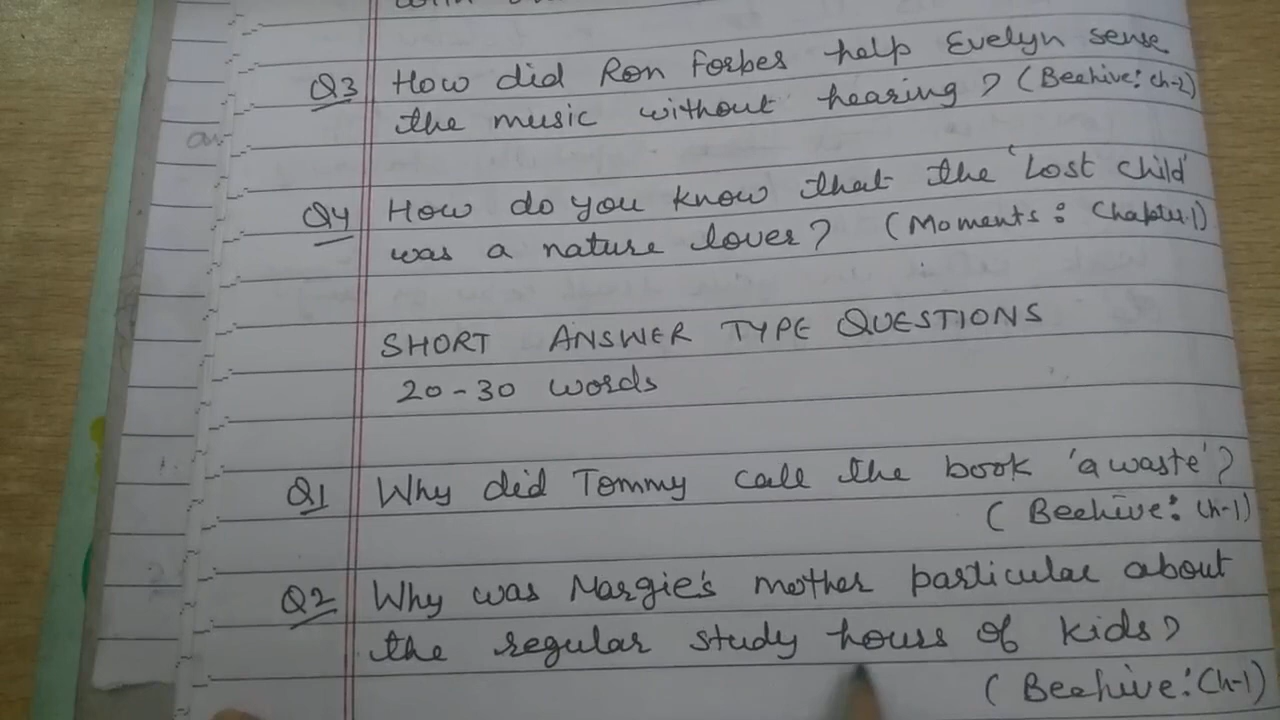 Q3 How did Ron Forbes help Evelyn sense
the music without hearing? (Beehive: Ch-2)
Q4 How do you know that the 'Lost Child'
was a nature lover? (Moments: Chapter.1)
SHORT ANSWER TYPE QUESTIONS
20-30 words
Q1 Why did Tommy call the book 'a waste'?
(Beehive: Ch-1)
Q2 Why was Margie's mother particular about
the regular study hours of kids?
(Beehive: Ch-1)